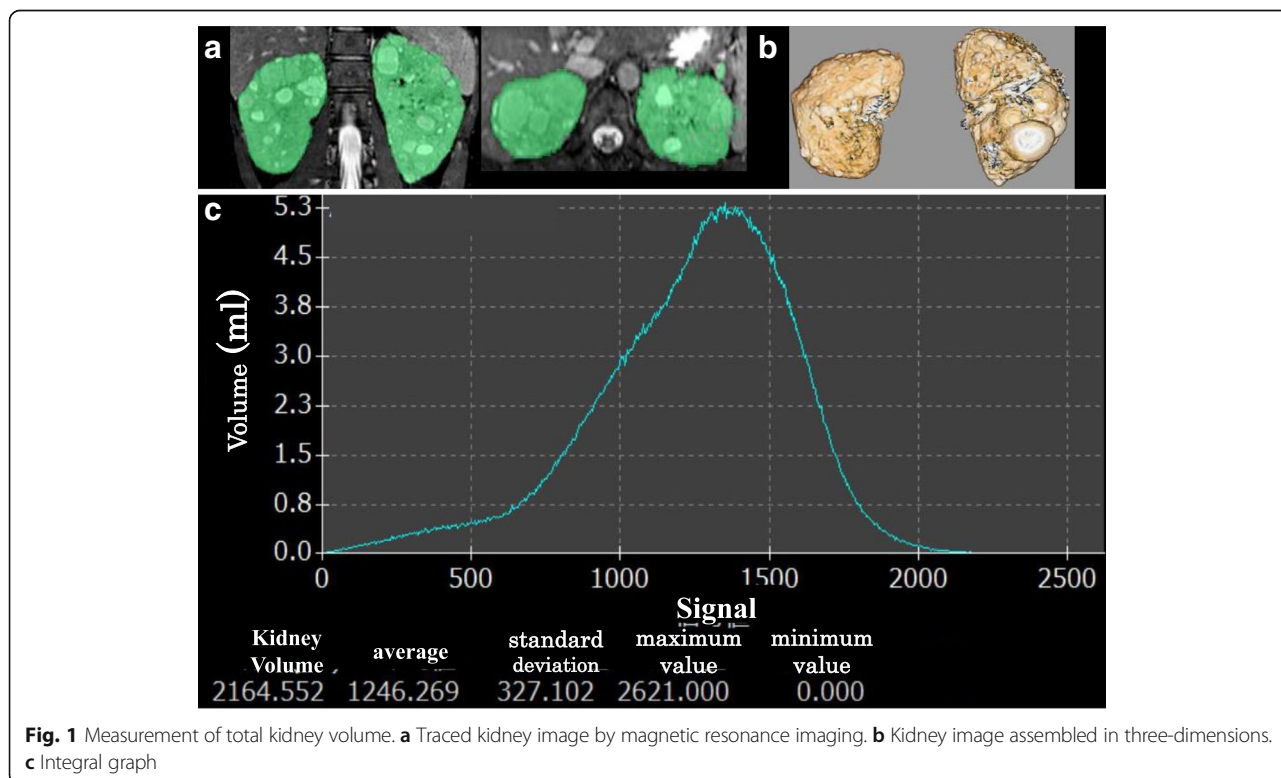 a
b
c
5.3
4.5
3.8
3.0
2.3
1.5
0.8
0.0
Volume (ml)
0 500 1000 1500 2000 2500
Signal
Kidney Volume average standard deviation maximum value minimum value
2164.552 1246.269 327.102 2621.000 0.000
Fig. 1 Measurement of total kidney volume. a Traced kidney image by magnetic resonance imaging. b Kidney image assembled in three-dimensions.
c Integral graph